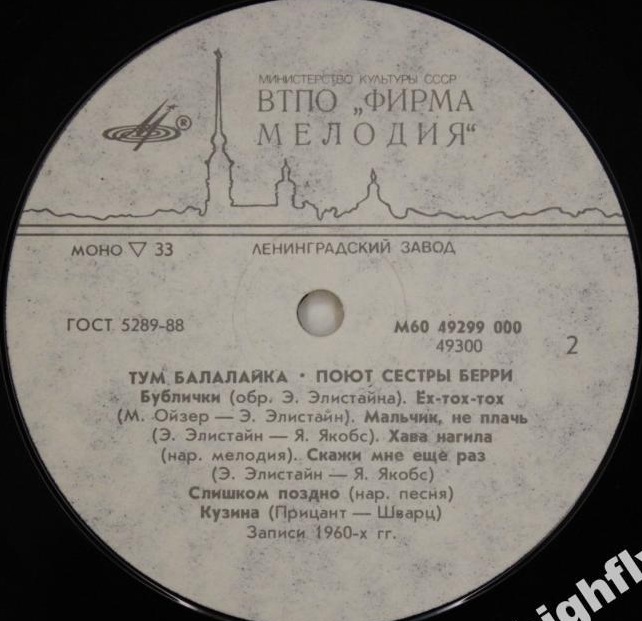 МИНИСТЕРСТВО КУЛЬТУРЫ СССР
ВТПО „ФИРМА
МЕЛОДИЯ“
®
МОНО ▽ 33
ЛЕНИНГРАДСКИЙ ЗАВОД
ГОСТ 5289-88
М60 49299 000
49300
2
ТУМ БАЛАЛАЙКА · ПОЮТ СЕСТРЫ БЕРРИ
Бублички (обр. Э. Элистайна). Ех-тох-тох
(М. Ойзер — Э. Элистайн). Мальчик, не плачь
(Э. Элистайн — Я. Якобс). Хава нагила
(нар. мелодия). Скажи мне ещё раз
(Э. Элистайн — Я. Якобс)
Слишком поздно (нар. песня)
Кузина (Прицант — Шварц)
Записи 1960-х гг.